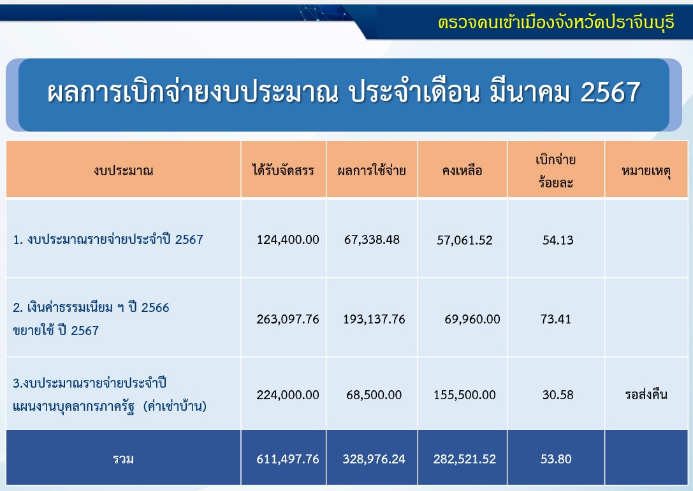 ตรวจคนเข้าเมืองจังหวัดปราจีนบุรี
ผลการเบิกจ่ายงบประมาณ ประจำเดือน มีนาคม 2567
งบประมาณ ได้รับจัดสรร ผลการใช้จ่าย คงเหลือ เบิกจ่าย หมายเหตุ
ร้อยละ
1. งบประมาณรายจ่ายประจำปี 2567 124,400.00 67,338.48 57,061.52 54.13
2. เงินค่าธรรมเนียม ฯ ปี 2566
ขยายใช้ ปี 2567 263,097.76 193,137.76 69,960.00 73.41
3.งบประมาณรายจ่ายประจำปี
แผนงานบุคลากรภาครัฐ (ค่าเช่าบ้าน) 224,000.00 68,500.00 155,500.00 30.58 รอส่งคืน
รวม 611,497.76 328,976.24 282,521.52 53.80